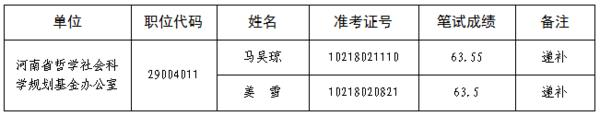 单位 职位代码 姓名 准考证号 笔试成绩 备注
河南省哲学社会科学规划基金办公室 29004011 马吴琼 10218021110 63.55 递补
姜 雪 10218020821 63.5 递补